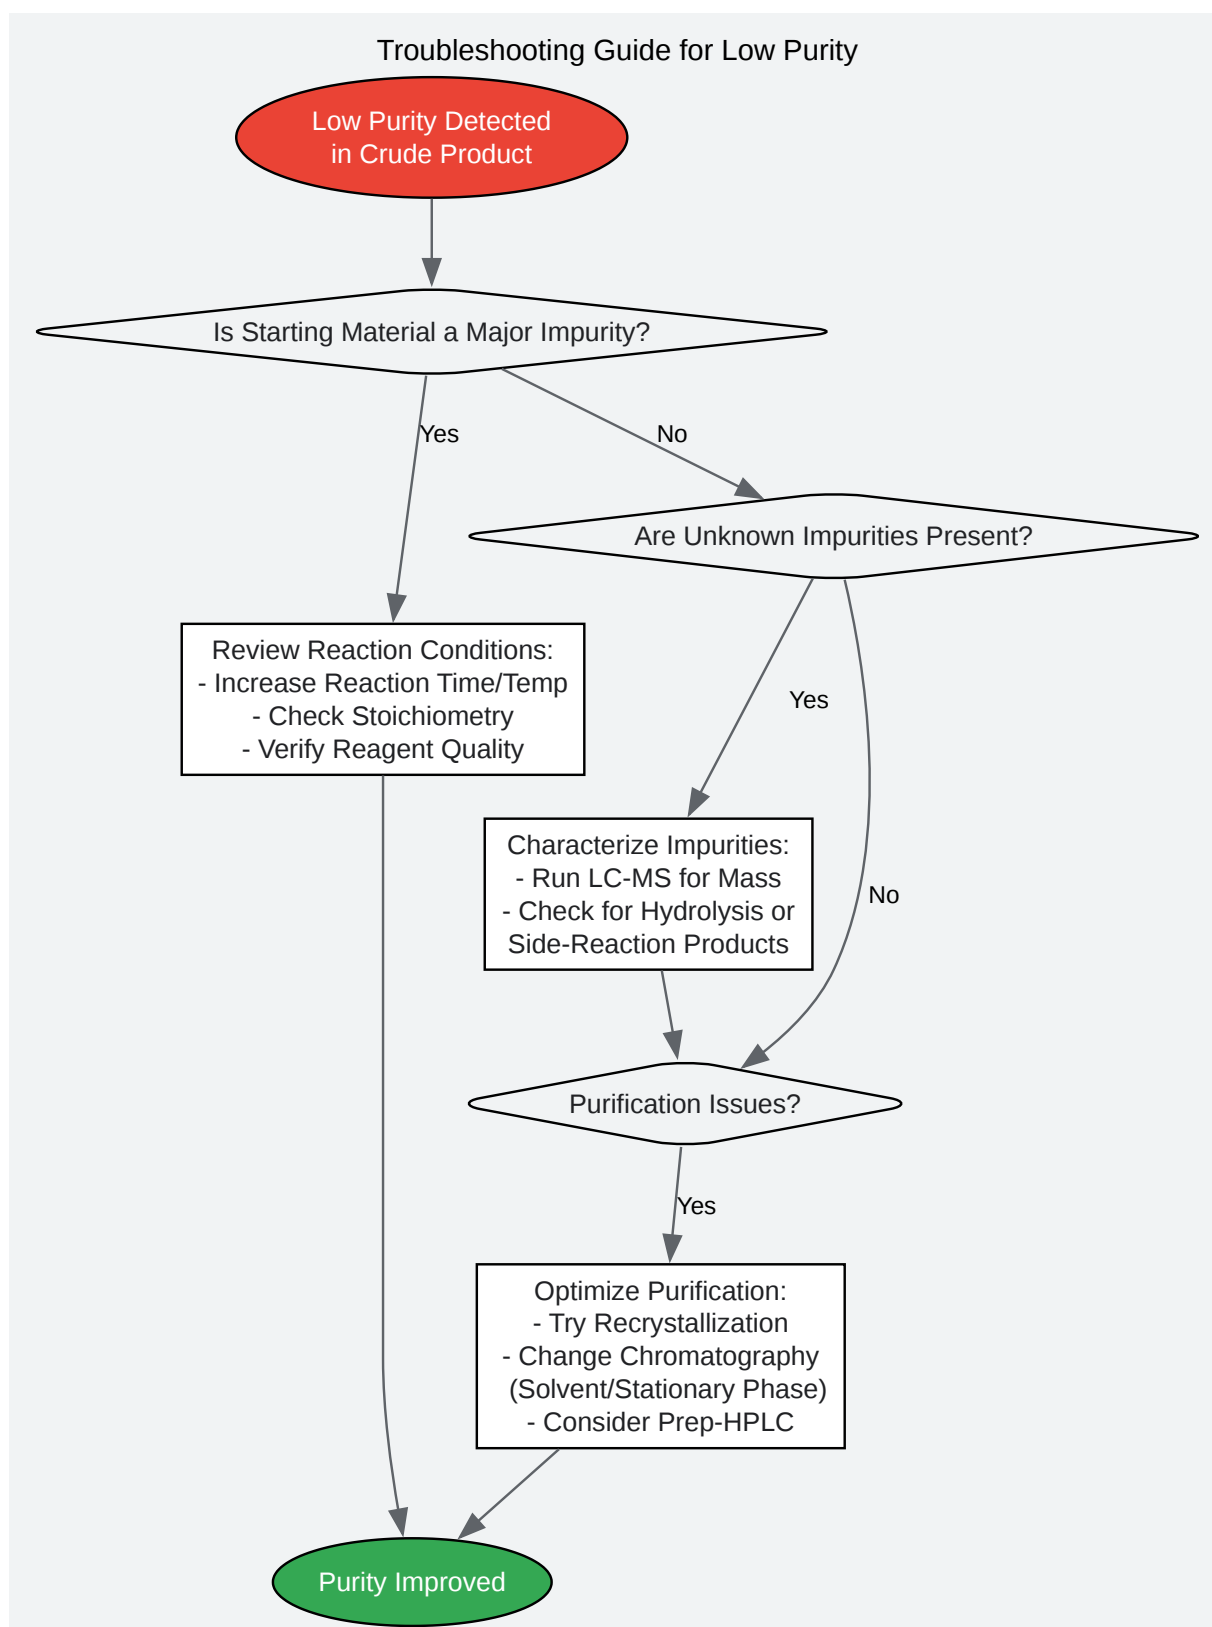 Troubleshooting Guide for Low Purity
Low Purity Detected
in Crude Product
Is Starting Material a Major Impurity?
Yes
No
Are Unknown Impurities Present?
Review Reaction Conditions:
- Increase Reaction Time/Temp
- Check Stoichiometry
- Verify Reagent Quality
Yes
Characterize Impurities:
- Run LC-MS for Mass
- Check for Hydrolysis or
Side-Reaction Products
No
Purification Issues?
Yes
Optimize Purification:
- Try Recrystallization
- Change Chromatography
(Solvent/Stationary Phase)
- Consider Prep-HPLC
Purity Improved